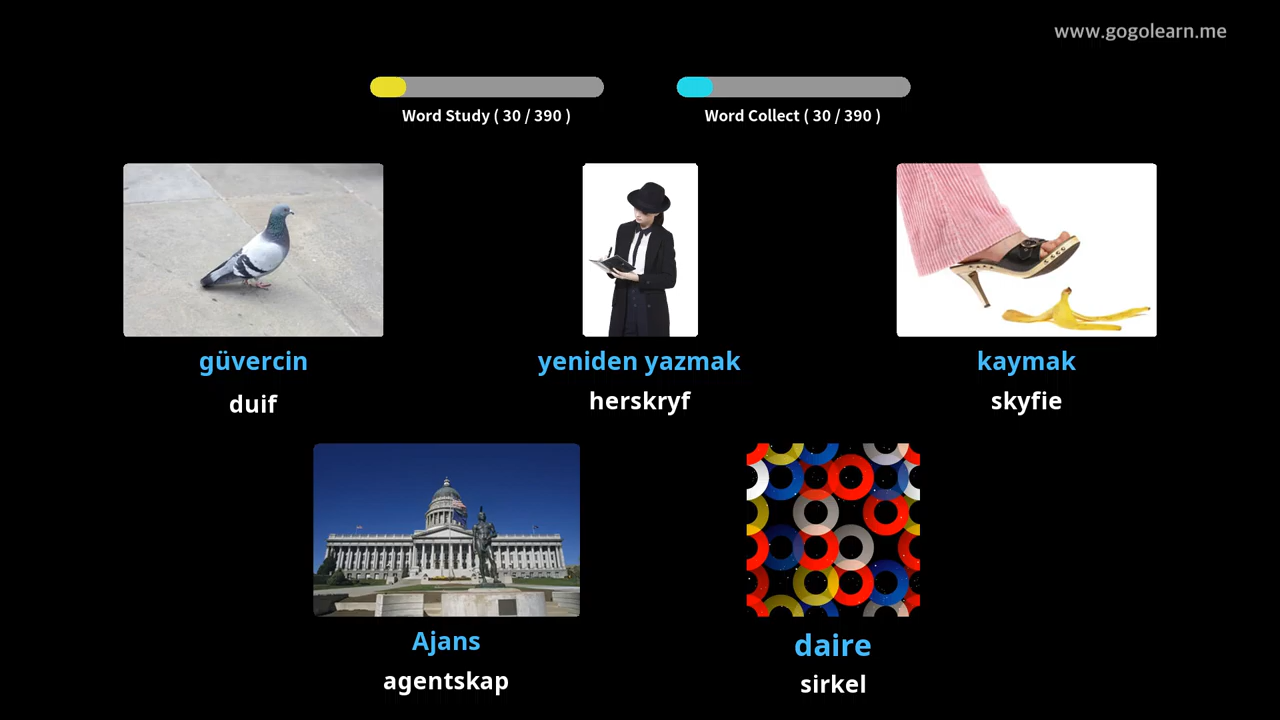 www.gogolearn.me
Word Study ( 30 / 390 )
Word Collect ( 30 / 390 )
güvercin
duif
yeniden yazmak
herskryf
kaymak
skyfie
Ajans
agentskap
daire
sirkel